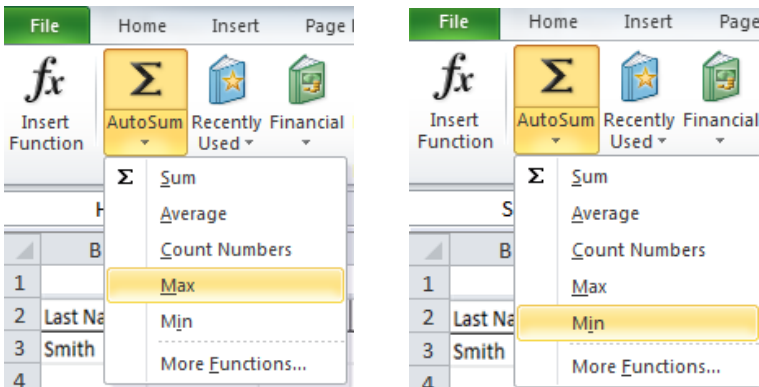 File Home Insert Page
fx Σ
Insert Function AutoSum Recently Used Financial
Σ Sum
Average
Count Numbers
Max
Min
More Functions...
B
1
2 Last Na
3 Smith
4
File Home Insert Page
fx Σ
Insert Function AutoSum Recently Used Financial
Σ Sum
S Average
B Count Numbers
1 Max
2 Last Na Min
3 Smith
More Functions...
4